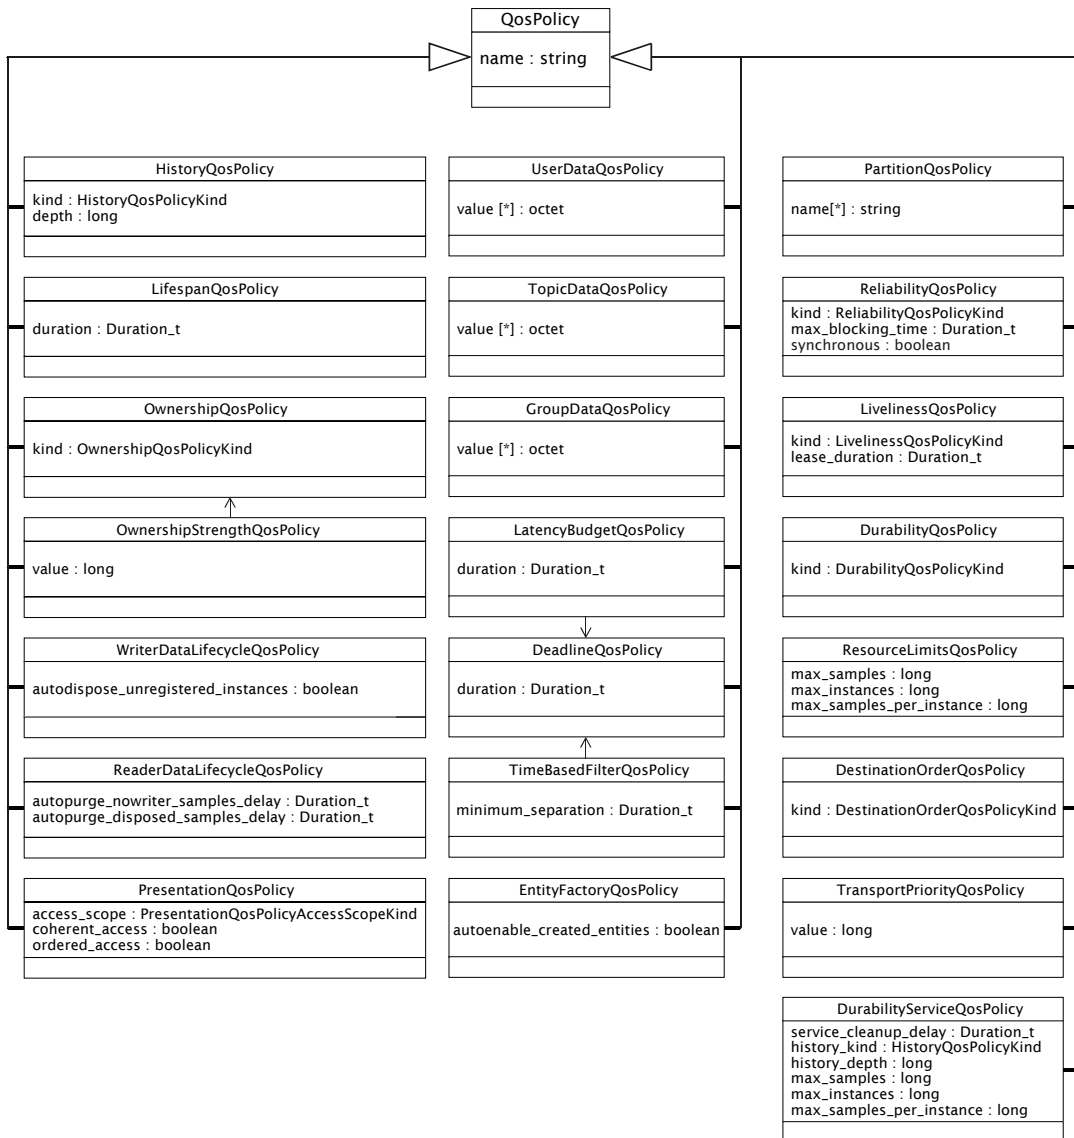 QosPolicy
name : string
HistoryQosPolicy
kind : HistoryQosPolicyKind
depth : long
LifespanQosPolicy
duration : Duration_t
OwnershipQosPolicy
kind : OwnershipQosPolicyKind
OwnershipStrengthQosPolicy
value : long
WriterDataLifecycleQosPolicy
autodispose_unregistered_instances : boolean
ReaderDataLifecycleQosPolicy
autopurge_nowriter_samples_delay : Duration_t
autopurge_disposed_samples_delay : Duration_t
PresentationQosPolicy
access_scope : PresentationQosPolicyAccessScopeKind
coherent_access : boolean
ordered_access : boolean
UserDataQosPolicy
value [*] : octet
TopicDataQosPolicy
value [*] : octet
GroupDataQosPolicy
value [*] : octet
LatencyBudgetQosPolicy
duration : Duration_t
DeadlineQosPolicy
duration : Duration_t
TimeBasedFilterQosPolicy
minimum_separation : Duration_t
EntityFactoryQosPolicy
autoenable_created_entities : boolean
PartitionQosPolicy
name[*] : string
ReliabilityQosPolicy
kind : ReliabilityQosPolicyKind
max_blocking_time : Duration_t
synchronous : boolean
LivelinessQosPolicy
kind : LivelinessQosPolicyKind
lease_duration : Duration_t
DurabilityQosPolicy
kind : DurabilityQosPolicyKind
ResourceLimitsQosPolicy
max_samples : long
max_instances : long
max_samples_per_instance : long
DestinationOrderQosPolicy
kind : DestinationOrderQosPolicyKind
TransportPriorityQosPolicy
value : long
DurabilityServiceQosPolicy
service_cleanup_delay : Duration_t
history_kind : HistoryQosPolicyKind
history_depth : long
max_samples : long
max_instances : long
max_samples_per_instance : long